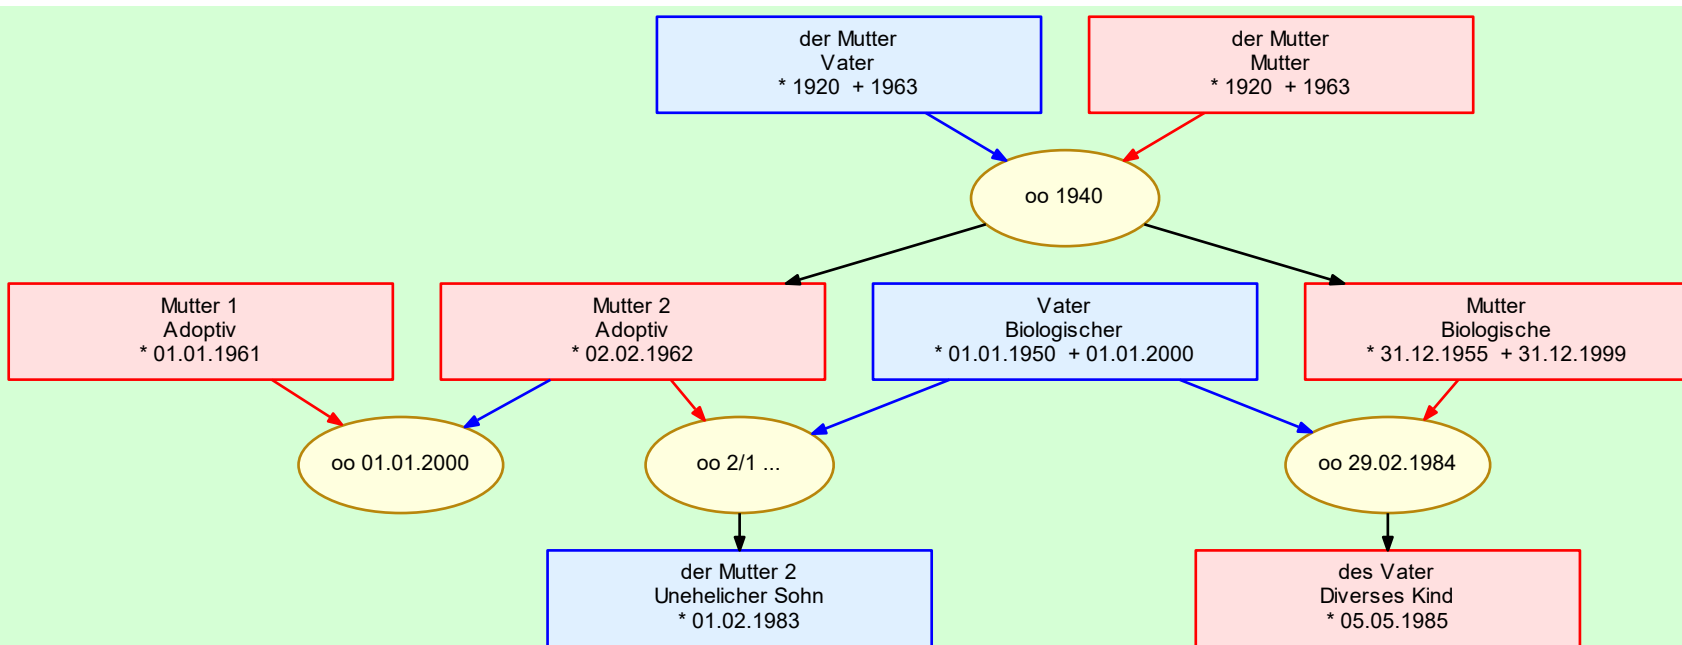 der Mutter
Vater
* 1920  + 1963
der Mutter
Mutter
* 1920  + 1963
oo 1940
Mutter 1
Adoptiv
* 01.01.1961
Mutter 2
Adoptiv
* 02.02.1962
Vater
Biologischer
* 01.01.1950  + 01.01.2000
Mutter
Biologische
* 31.12.1955  + 31.12.1999
oo 01.01.2000
oo 2/1 ...
oo 29.02.1984
der Mutter 2
Unehelicher Sohn
* 01.02.1983
des Vater
Diverses Kind
* 05.05.1985